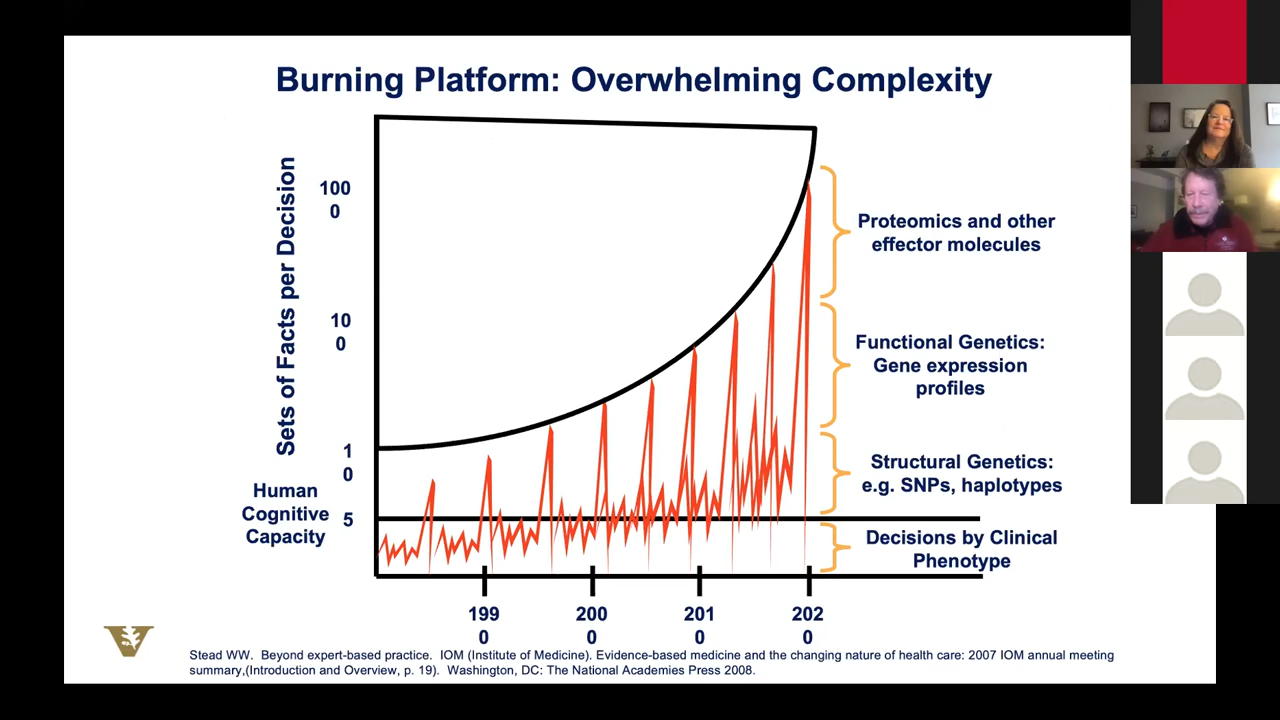 Burning Platform: Overwhelming Complexity
Sets of Facts per Decision
100
0
10
0
1
0
Human
Cognitive
Capacity
5
Proteomics and other
effector molecules
Functional Genetics:
Gene expression
profiles
Structural Genetics:
e.g. SNPs, haplotypes
Decisions by Clinical
Phenotype
199
0
200
0
201
0
202
0
V
Stead WW. Beyond expert-based practice. IOM (Institute of Medicine). Evidence-based medicine and the changing nature of health care: 2007 IOM annual meeting
summary,(Introduction and Overview, p. 19). Washington, DC: The National Academies Press 2008.